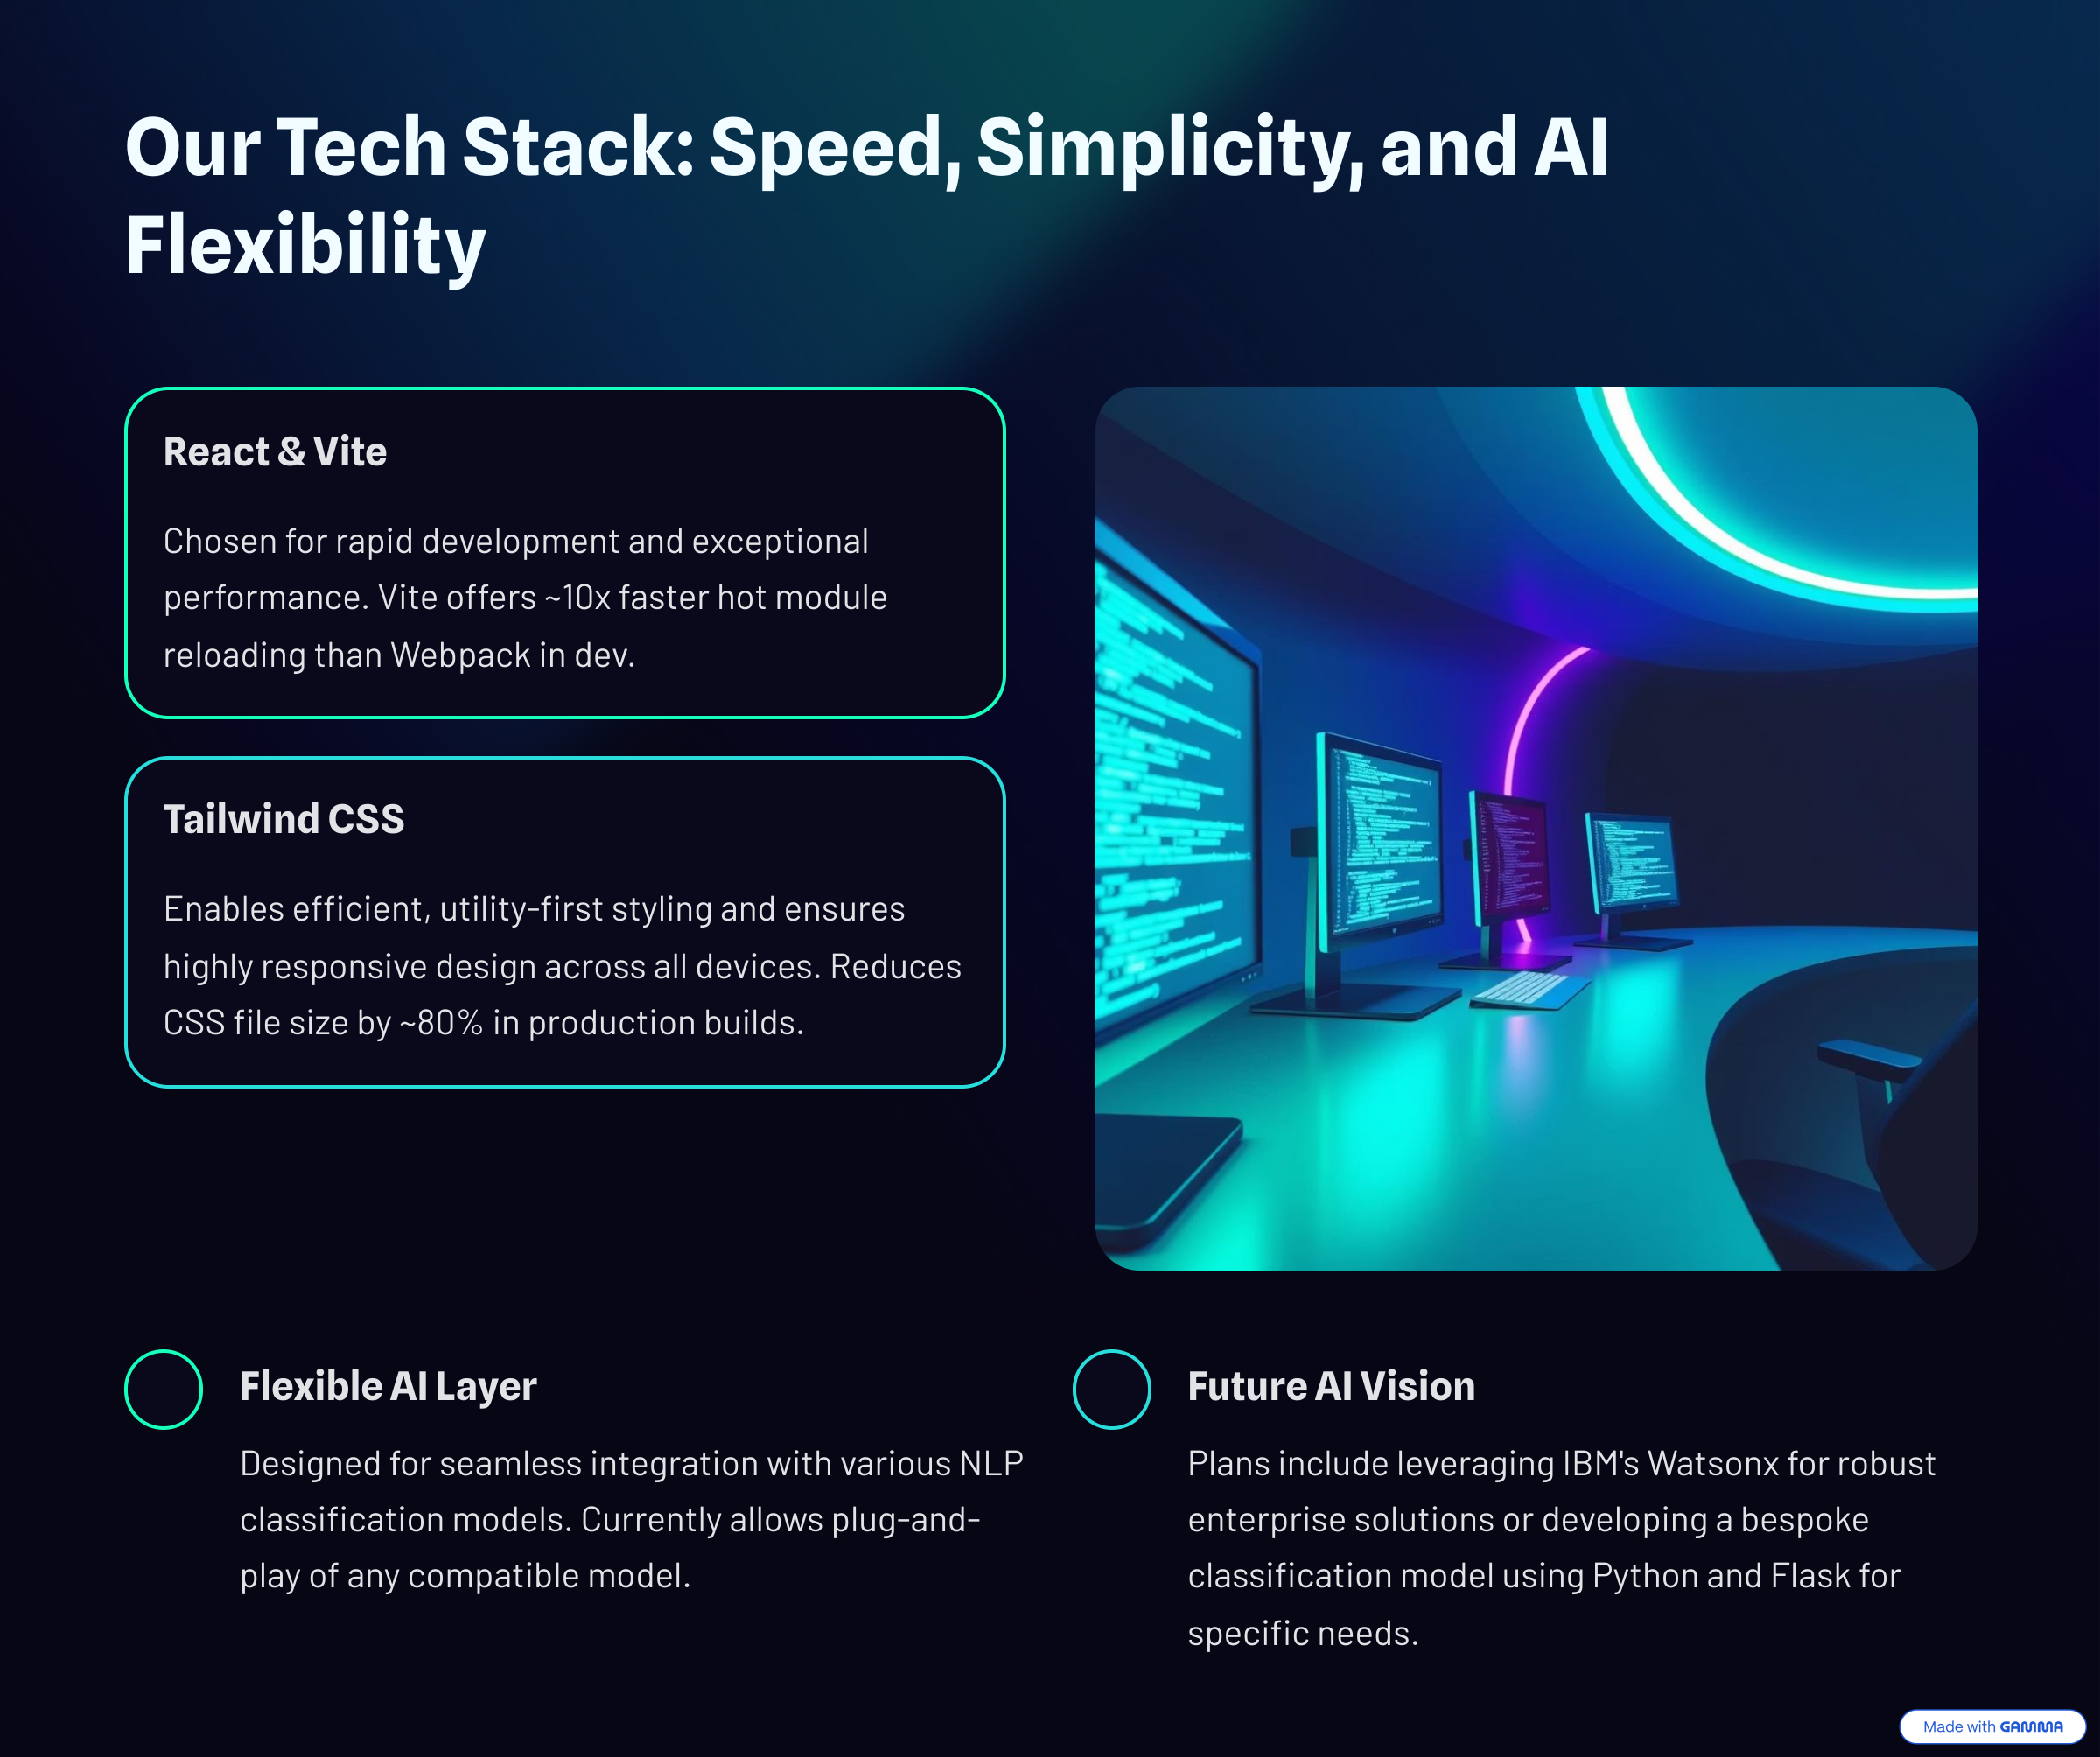 Our Tech Stack: Speed, Simplicity, and AI
Flexibility
React & Vite
Chosen for rapid development and exceptional
performance. Vite offers ~10x faster hot module
reloading than Webpack in dev.
Tailwind CSS
Enables efficient, utility-first styling and ensures
highly responsive design across all devices. Reduces
CSS file size by ~80% in production builds.
Flexible AI Layer
Designed for seamless integration with various NLP
classification models. Currently allows plug-and-
play of any compatible model.
Future AI Vision
Plans include leveraging IBM's Watsonx for robust
enterprise solutions or developing a bespoke
classification model using Python and Flask for
specific needs.
Made with GAMMA